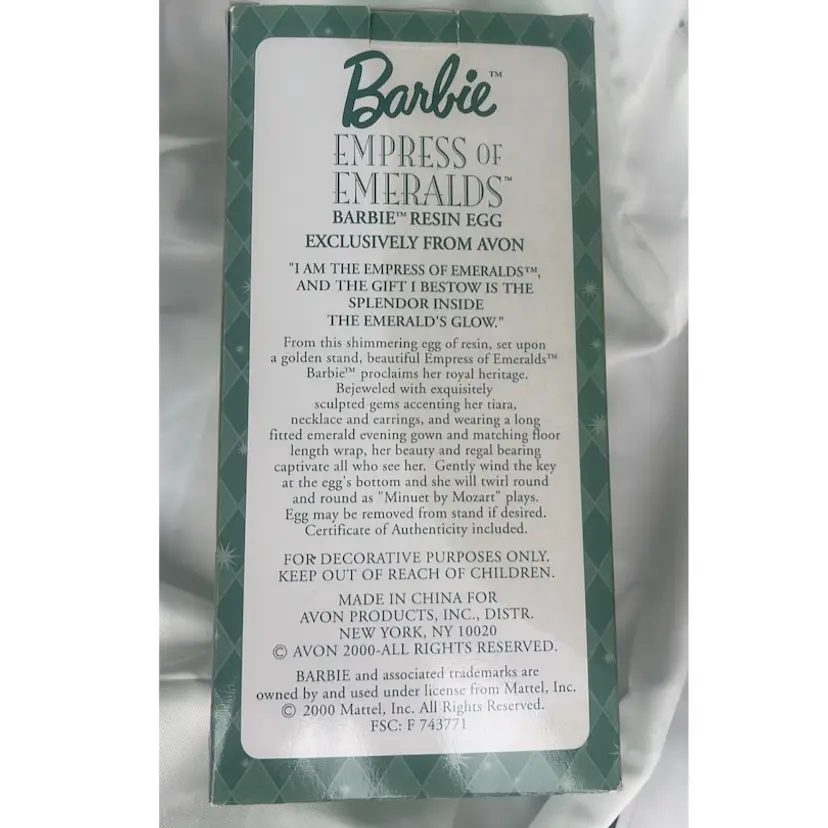 Barbie™
EMPRESS OF
EMERALDS™
BARBIE™ RESIN EGG
EXCLUSIVELY FROM AVON
"I AM THE EMPRESS OF EMERALDS™,
AND THE GIFT I BESTOW IS THE
SPLENDOR INSIDE
THE EMERALD'S GLOW."
From this shimmering egg of resin, set upon
a golden stand, beautiful Empress of Emeralds™
Barbie™ proclaims her royal heritage.
Bejeweled with exquisitely
sculpted gems accenting her tiara,
necklace and earrings, and wearing a long
fitted emerald evening gown and matching floor
length wrap, her beauty and regal bearing
captivate all who see her. Gently wind the key
at the egg's bottom and she will twirl round
and round as "Minuet by Mozart" plays.
Egg may be removed from stand if desired.
Certificate of Authenticity included.
FOR DECORATIVE PURPOSES ONLY.
KEEP OUT OF REACH OF CHILDREN.
MADE IN CHINA FOR
AVON PRODUCTS, INC., DISTR.
NEW YORK, NY 10020
© AVON 2000-ALL RIGHTS RESERVED.
BARBIE and associated trademarks are
owned by and used under license from Mattel, Inc.
© 2000 Mattel, Inc. All Rights Reserved.
FSC: F 743771